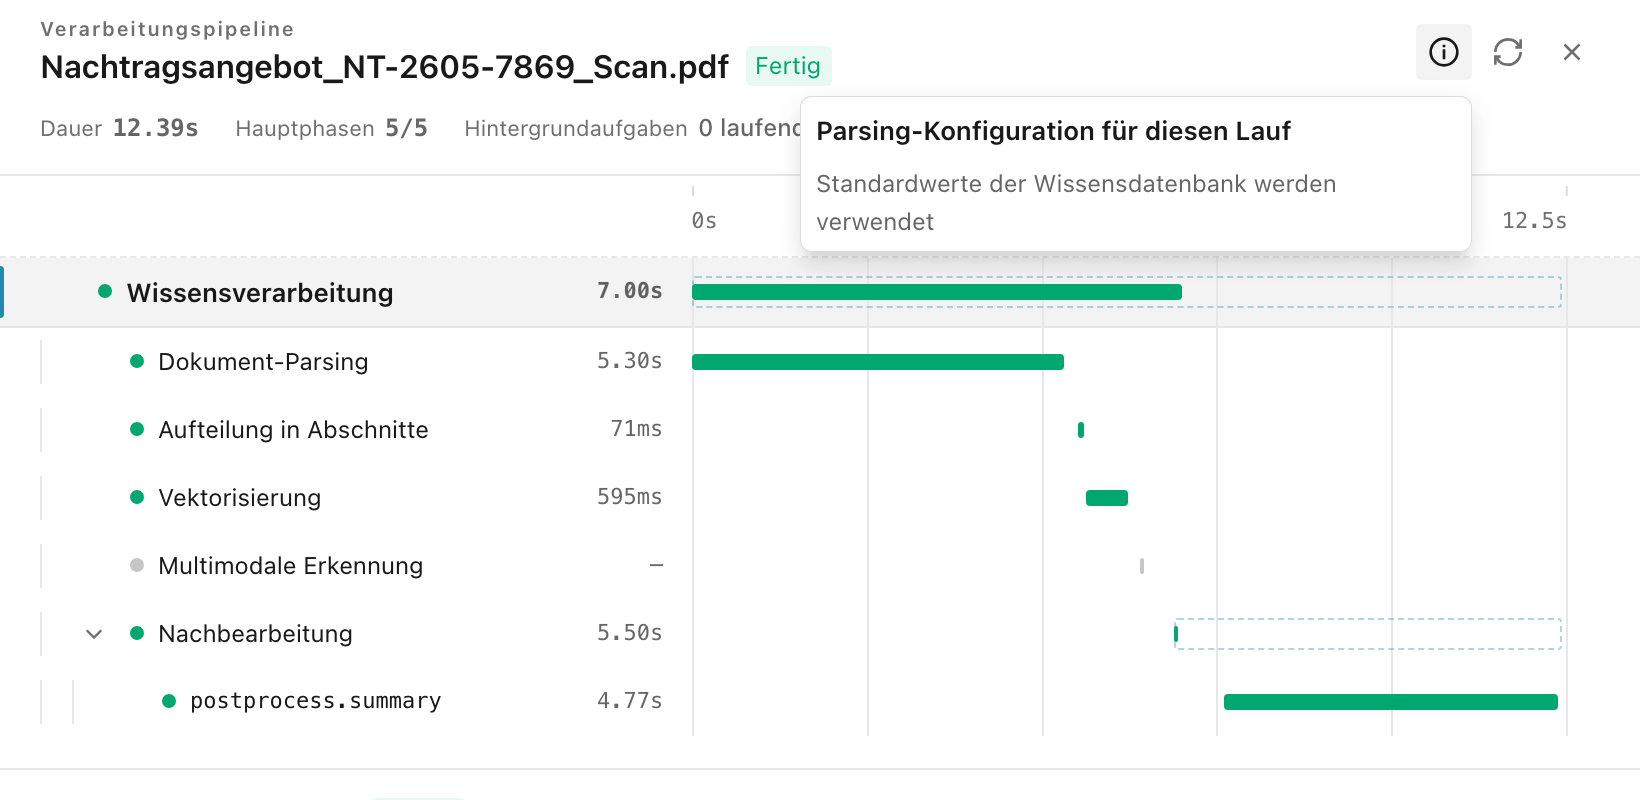 Verarbeitungspipeline
Nachtragsangebot_NT-2605-7869_Scan.pdf Fertig
Dauer 12.39s Hauptphasen 5/5 Hintergrundaufgaben 0 laufend
Parsing-Konfiguration für diesen Lauf
Standardwerte der Wissensdatenbank werden
verwendet
0s 12.5s
Wissensverarbeitung 7.00s
Dokument-Parsing 5.30s
Aufteilung in Abschnitte 71ms
Vektorisierung 595ms
Multimodale Erkennung –
Nachbearbeitung 5.50s
postprocess.summary 4.77s